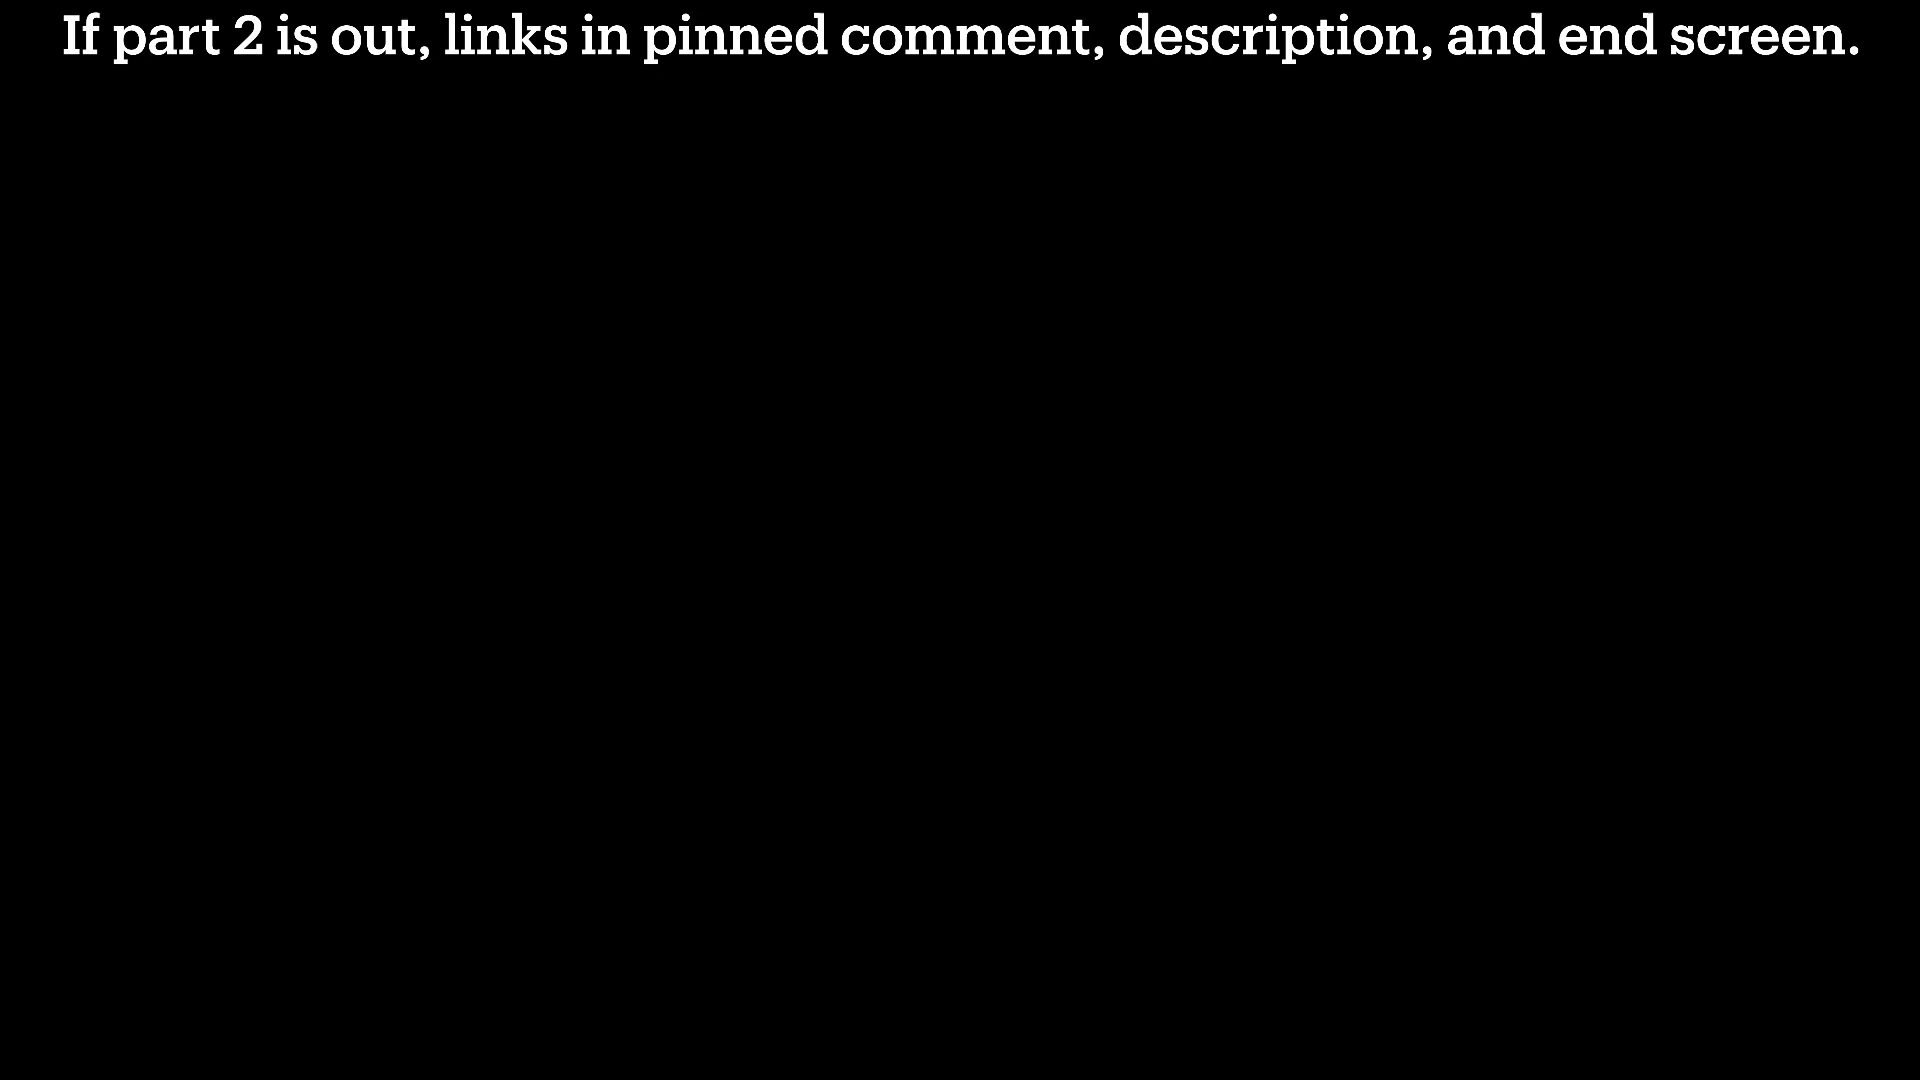 If part 2 is out, links in pinned comment, description, and end screen.